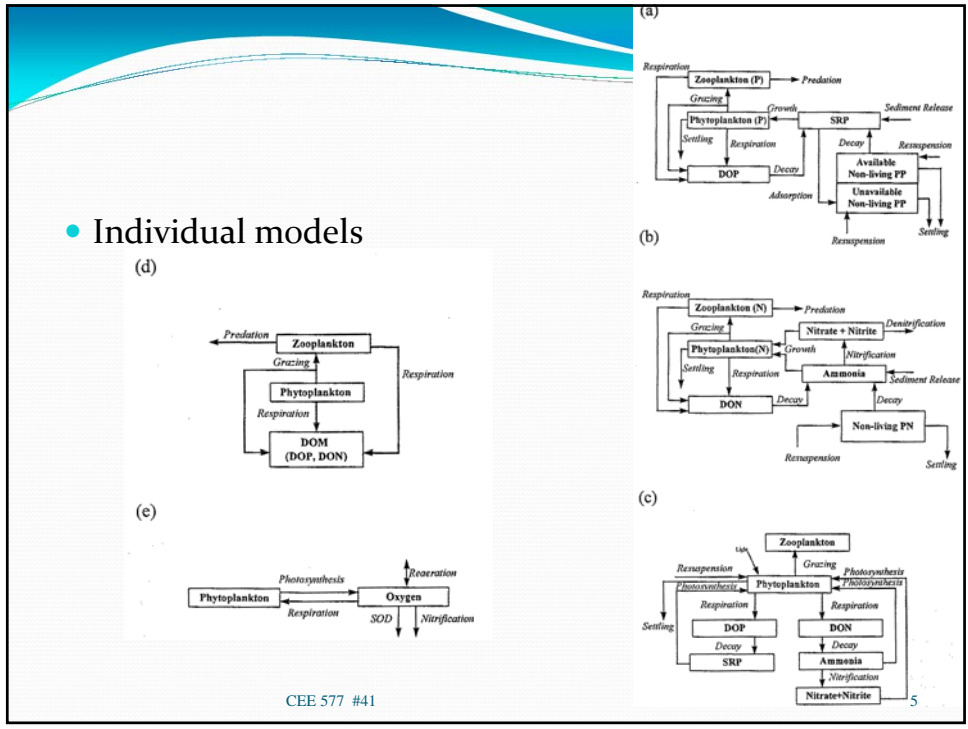 • Individual models
(d)
Predation
Zooplankton
Grazing
Respiration
Phytoplankton
Respiration
DOM
(DOP, DON)
(e)
Reaeration
Photosynthesis
Phytoplankton
Oxygen
Respiration
SOD
Nitrification
(a)
Respiration
Zooplankton (P)
Predation
Grazing
Growth
Sediment Release
Phytoplankton (P)
SRP
Settling
Respiration
Decay
Resuspension
DOP
Decay
Available
Non-living PP
Adsorption
Unavailable
Non-living PP
Resuspension
Settling
(b)
Respiration
Zooplankton (N)
Predation
Grazing
Nitrate + Nitrite
Denitrification
Phytoplankton(N)
Growth
Nitrification
Settling
Respiration
Ammonia
Sediment Release
DON
Decay
Decay
Non-living PN
Resuspension
Settling
(c)
Zooplankton
Light
Grazing
Resuspension
Photosynthesis
Photosynthesis
Phytoplankton
Photosynthesis
Respiration
Respiration
Settling
DOP
DON
Decay
Decay
SRP
Ammonia
Nitrification
Nitrate+Nitrite
CEE 577 #41
5